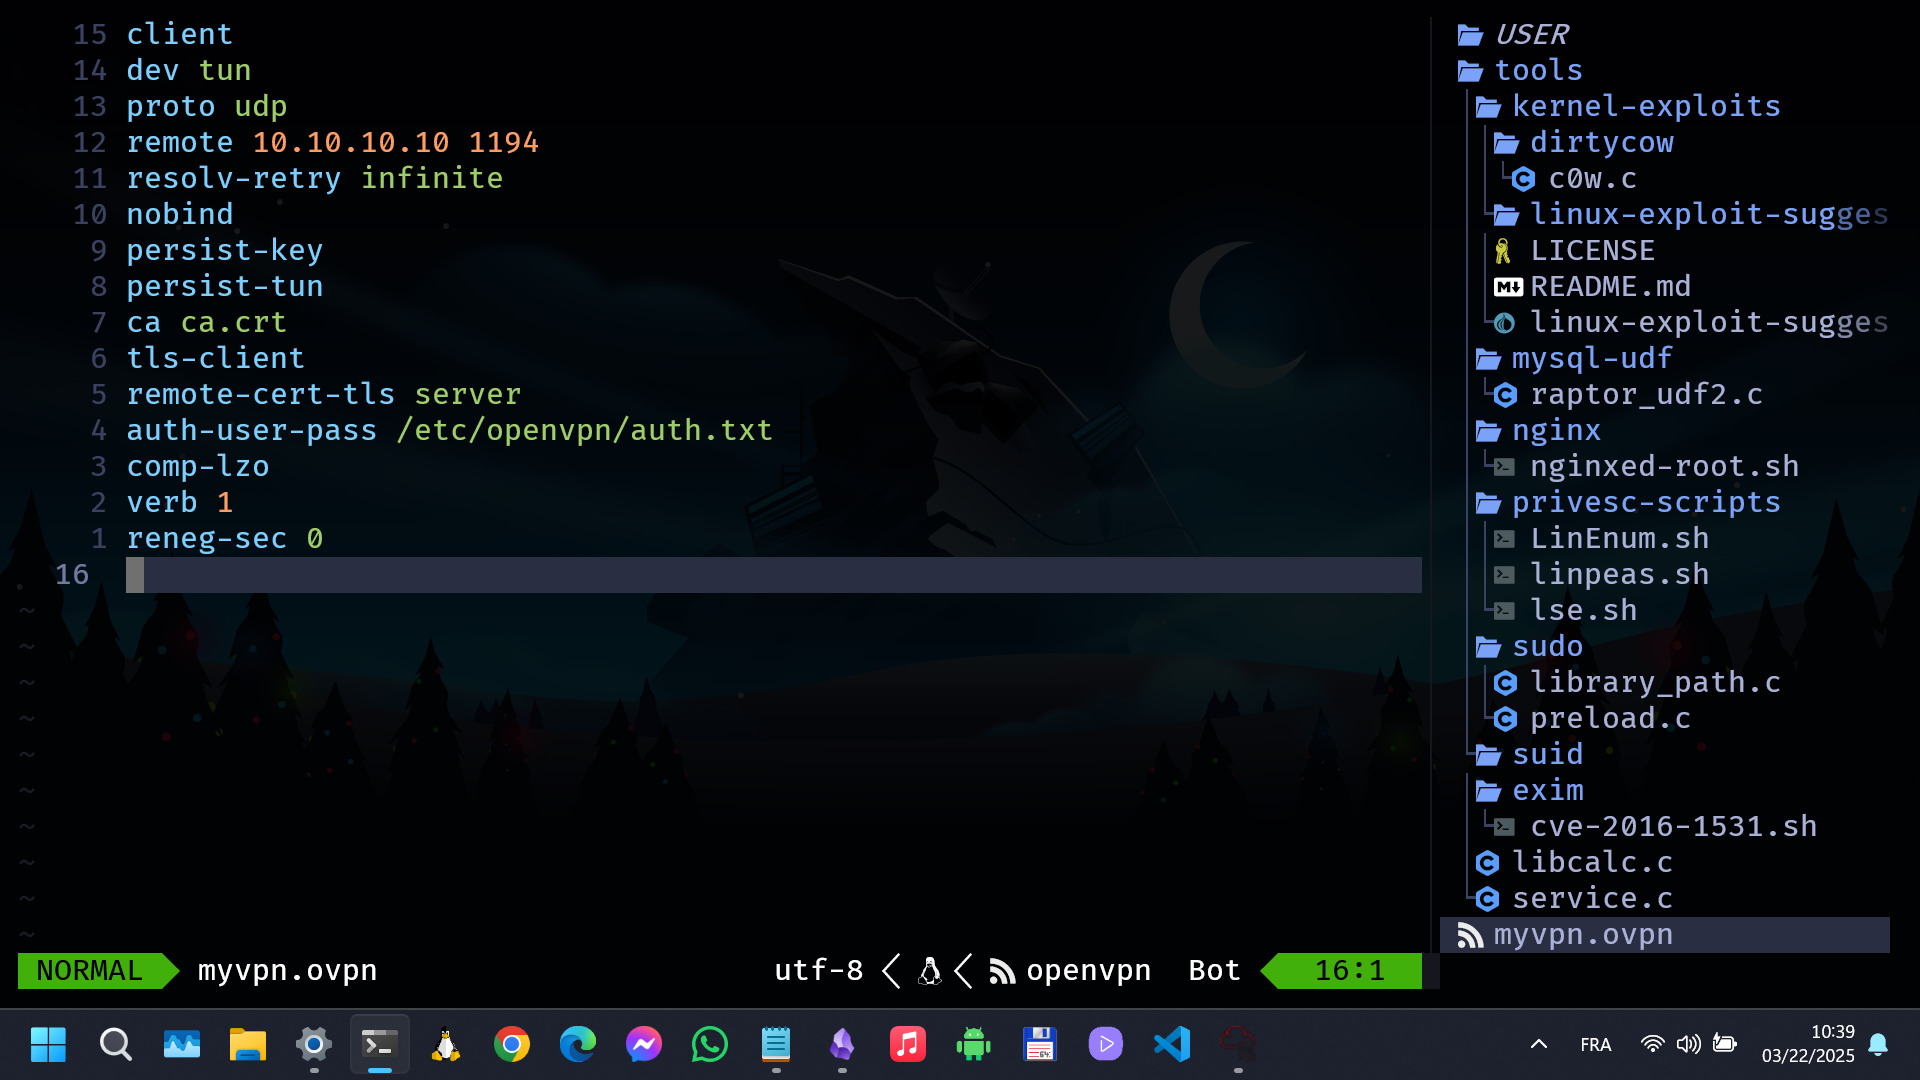 15 client
14 dev tun
13 proto udp
12 remote 10.10.10.10 1194
11 resolv-retry infinite
10 nobind
9 persist-key
8 persist-tun
7 ca ca.crt
6 tls-client
5 remote-cert-tls server
4 auth-user-pass /etc/openvpn/auth.txt
3 comp-lzo
2 verb 1
1 reneg-sec 0
16
~
~
~
~
~
~
~
~
~
~
NORMAL myvpn.ovpn utf-8 openvpn Bot 16:1
USER
tools
kernel-exploits
dirtycow
c0w.c
linux-exploit-sugges
LICENSE
README.md
linux-exploit-sugges
mysql-udf
raptor_udf2.c
nginx
nginxed-root.sh
privesc-scripts
LinEnum.sh
linpeas.sh
lse.sh
sudo
library_path.c
preload.c
suid
exim
cve-2016-1531.sh
libcalc.c
service.c
myvpn.ovpn
64
FRA
10:39
03/22/2025